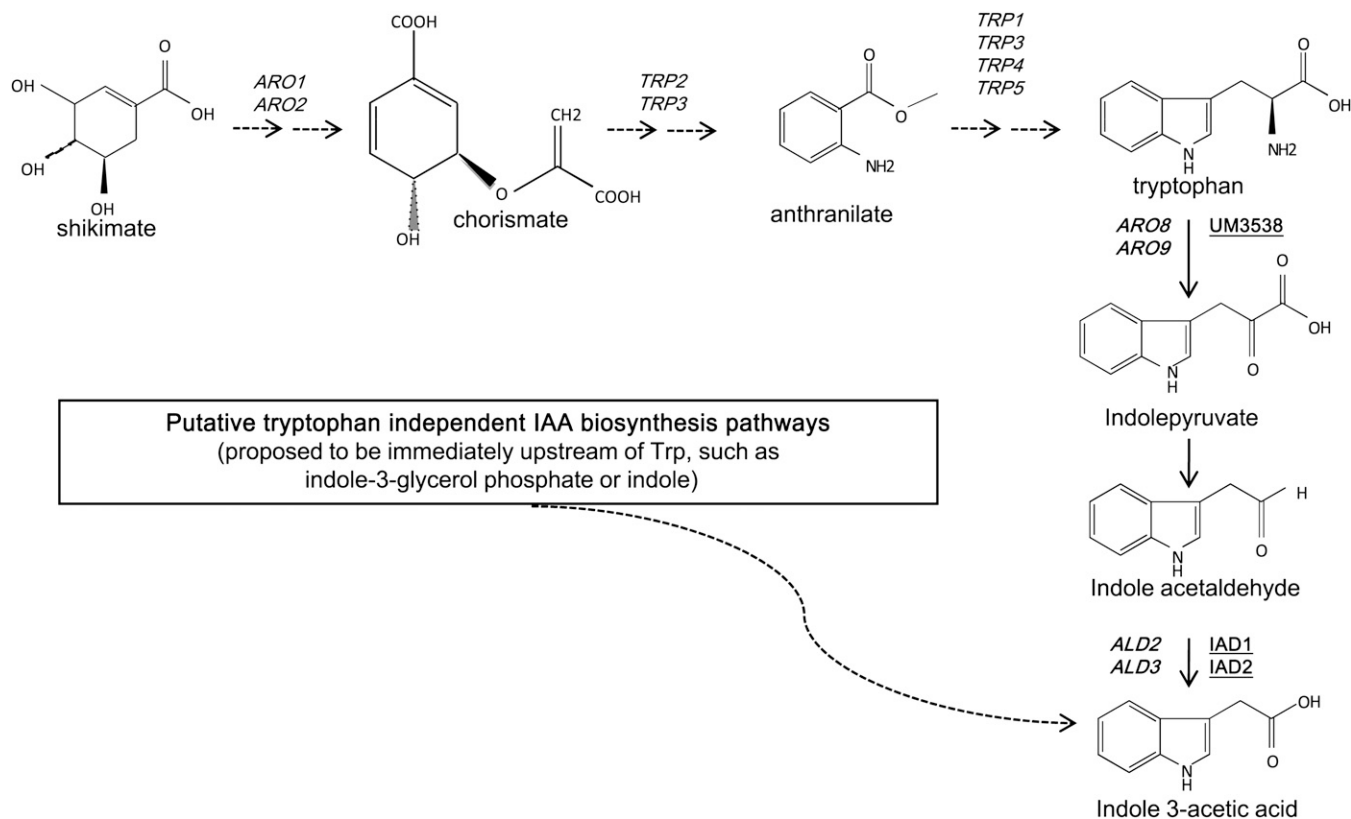 O
OH
OH
OH
OH
shikimate
ARO1
ARO2
COOH
CH2
O
COOH
OH
chorismate
TRP2
TRP3
O
O
NH2
anthranilate
TRP1
TRP3
TRP4
TRP5
O
OH
N
H
NH2
tryptophan
ARO8
ARO9
UM3538
O
OH
N
H
O
Indolepyruvate
Putative tryptophan independent IAA biosynthesis pathways
(proposed to be immediately upstream of Trp, such as
indole-3-glycerol phosphate or indole)
H
O
N
H
Indole acetaldehyde
ALD2
ALD3
IAD1
IAD2
OH
O
N
H
Indole 3-acetic acid